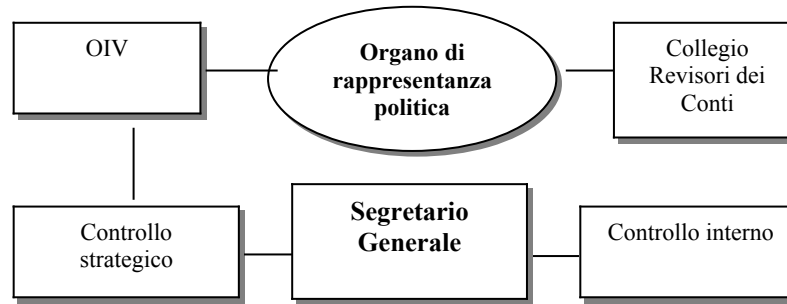 OIV
Organo di
rappresentanza
politica
Collegio
Revisori dei
Conti
Controllo
strategico
Segretario
Generale
Controllo interno